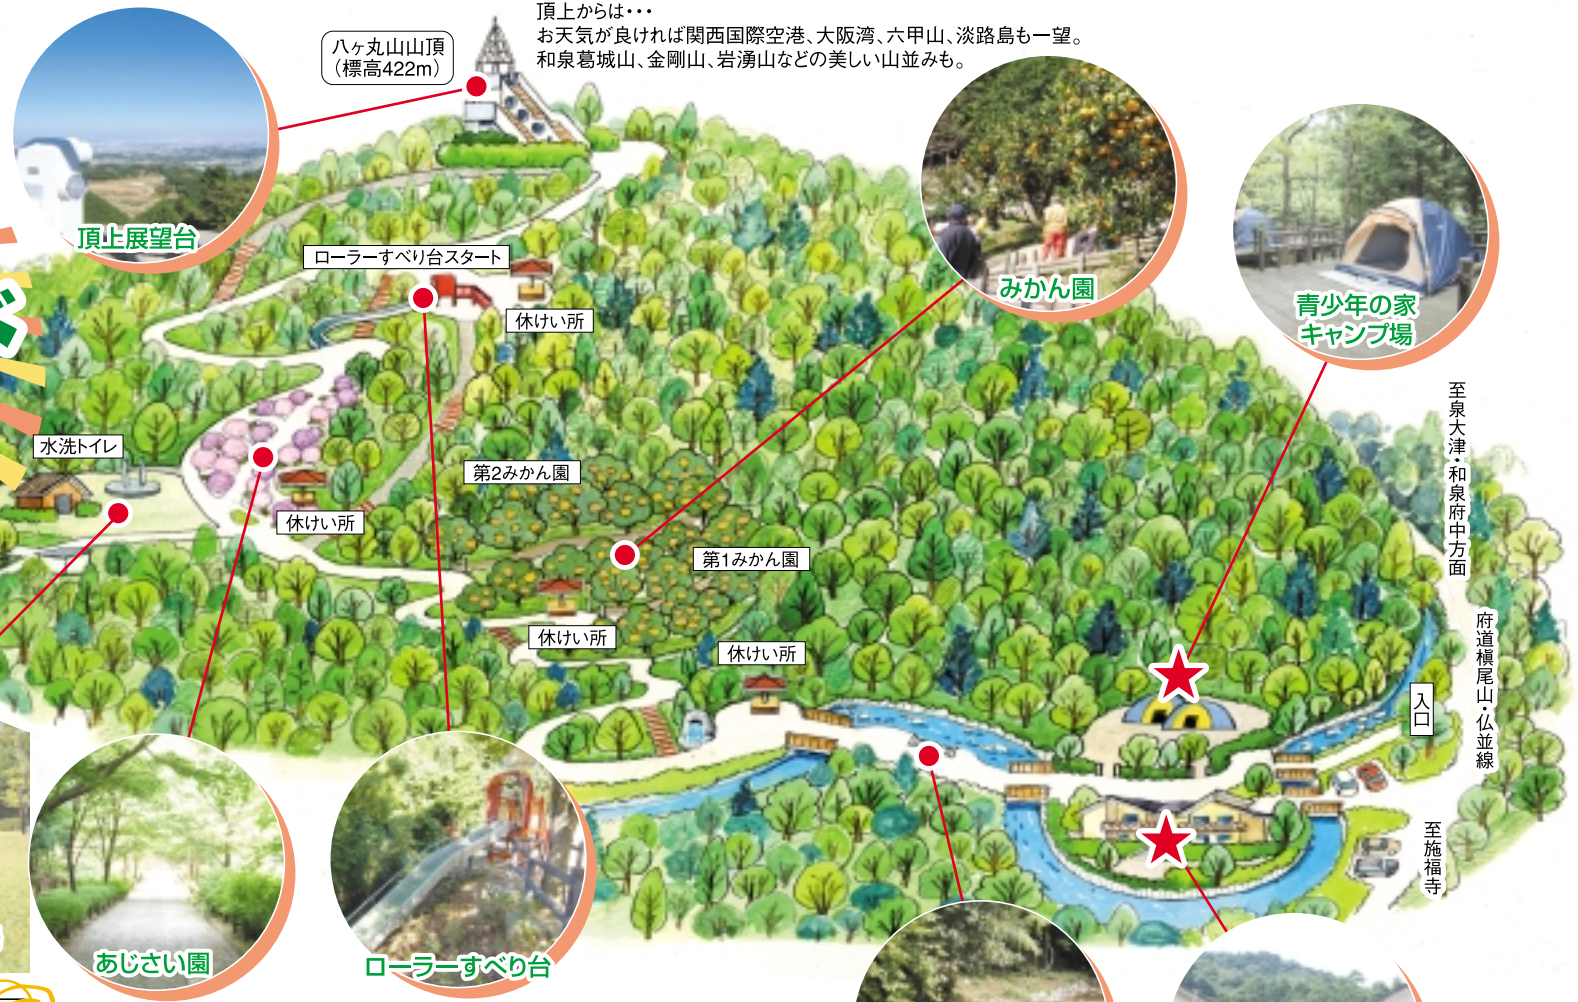 頂上からは・・・
お天気が良ければ関西国際空港、大阪湾、六甲山、淡路島も一望。
和泉葛城山、金剛山、岩湧山などの美しい山並みも。
八ヶ丸山山頂
（標高422m）
頂上展望台
ローラーすべり台スタート
休けい所
みかん園
青少年の家
キャンプ場
水洗トイレ
第2みかん園
休けい所
第1みかん園
休けい所
休けい所
至泉大津・和泉府中方面
府道槇尾山・仏並線
入口
至施福寺
あじさい園
ローラーすべり台